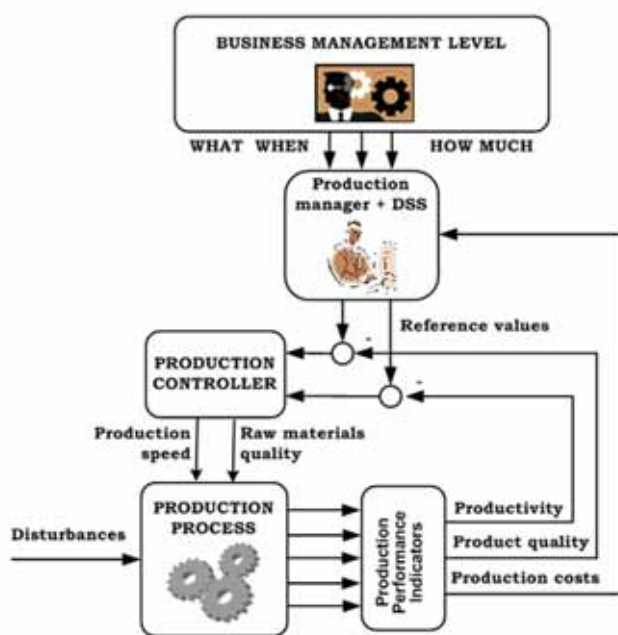 BUSINESS MANAGEMENT LEVEL
WHAT WHEN HOW MUCH
Production
manager + DSS
Reference values
-
-
PRODUCTION
CONTROLLER
Production
speed
Raw materials
quality
PRODUCTION
PROCESS
Disturbances
Production
Performance
Indicators
Productivity
Product quality
Production costs